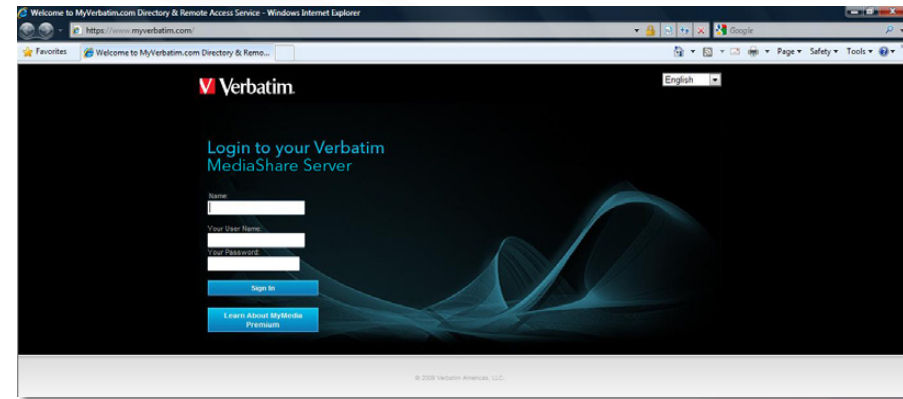 Welcome to MyVerbatim.com Directory & Remote Access Service - Windows Internet Explorer
https://www.myverbatim.com/
Google
Favorites
Welcome to MyVerbatim.com Directory & Remo...
Page
Safety
Tools
Verbatim.
English
Login to your Verbatim
MediaShare Server
Name:
Your User Name:
Your Password:
Sign In
Learn About MyMedia
Premium
Verbatim Americas, LLC.